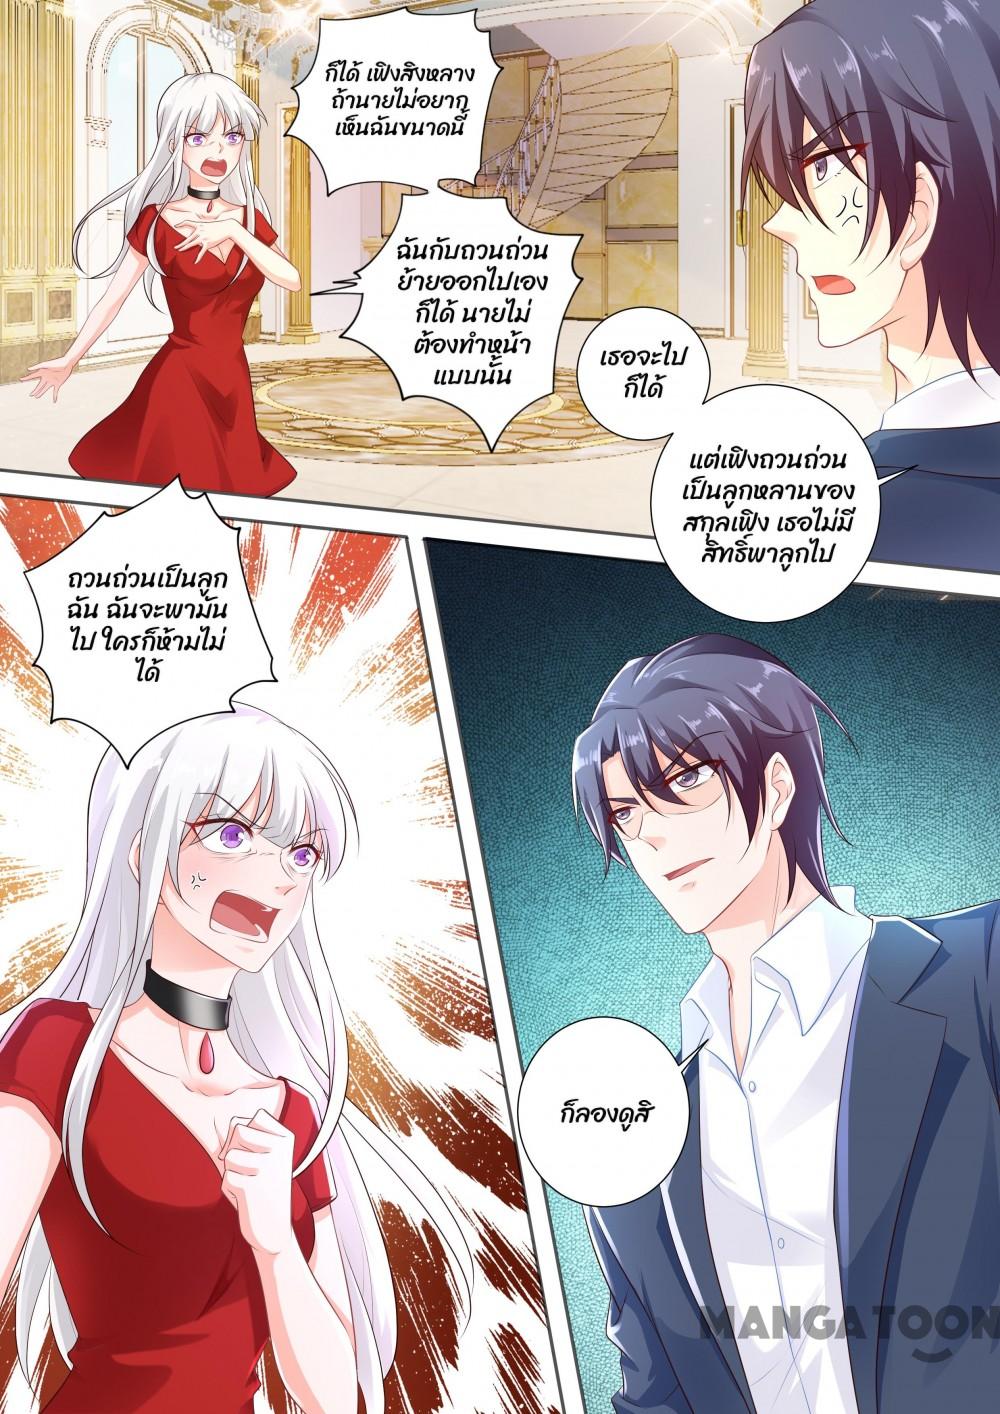 ก็ได้ เฟิงสิงหลาง
ถ้านายไม่อยาก
เห็นฉันขนาดนี้
ฉันกับถวนถ่วน
ย้ายออกไปเอง
ก็ได้ นายไม่
ต้องทำหน้า
แบบนั้น
เธอจะไป
ก็ได้
แต่เฟิงถวนถ่วน
เป็นลูกหลานของ
สกุลเฟิง เธอไม่มี
สิทธิ์พาลูกไป
ถวนถ่วนเป็นลูก
ฉัน ฉันจะพามัน
ไป ใครก็ห้ามไม่
ได้
ก็ลองดูสิ
MANGATOON